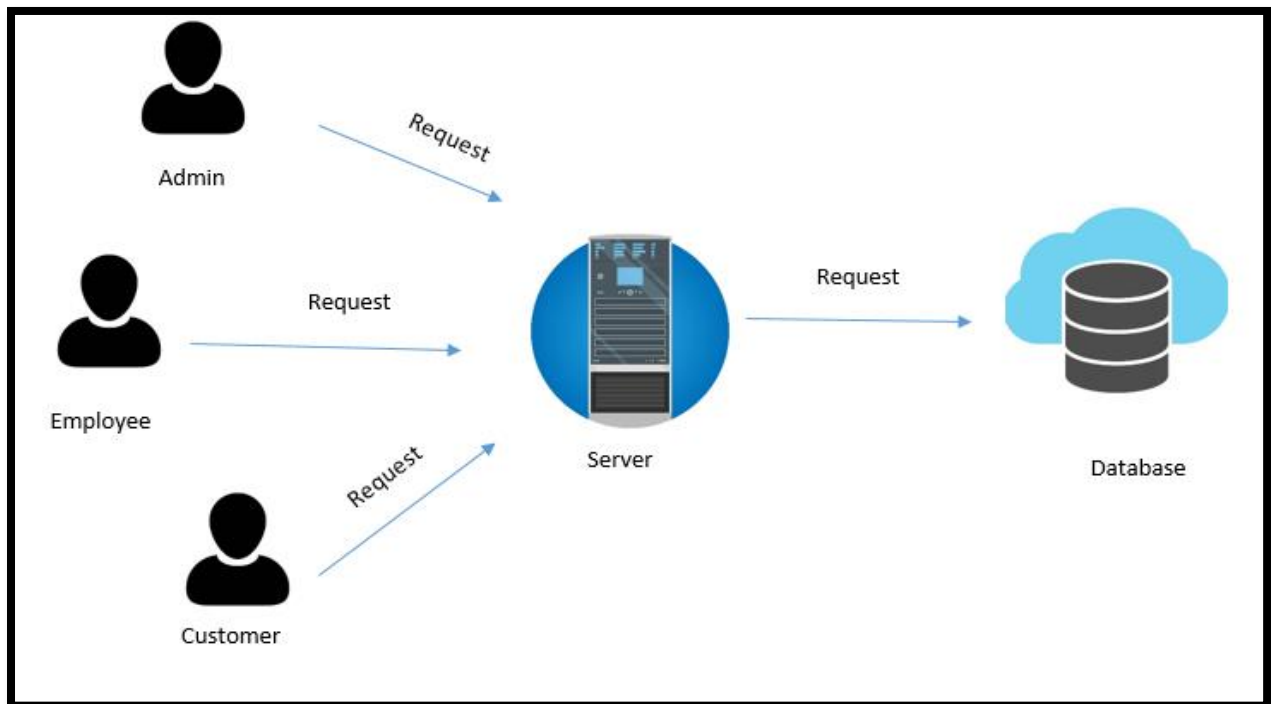 Request
Admin
Request
Request
Employee
Request
Server
Database
Customer